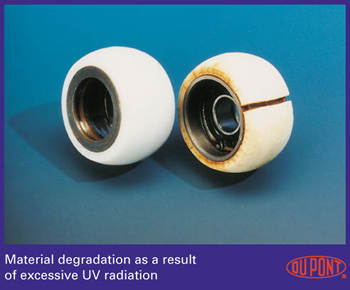 Material degradation as a result
of excessive UV radiation
DU PONT